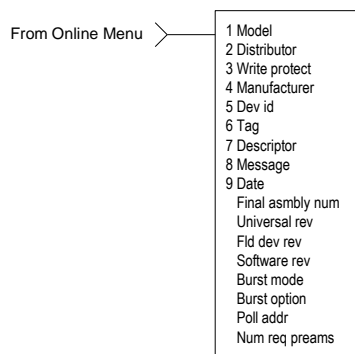 From Online Menu
1 Model
2 Distributor
3 Write protect
4 Manufacturer
5 Dev id
6 Tag
7 Descriptor
8 Message
9 Date
Final asmbly num
Universal rev
Fld dev rev
Software rev
Burst mode
Burst option
Poll addr
Num req preams